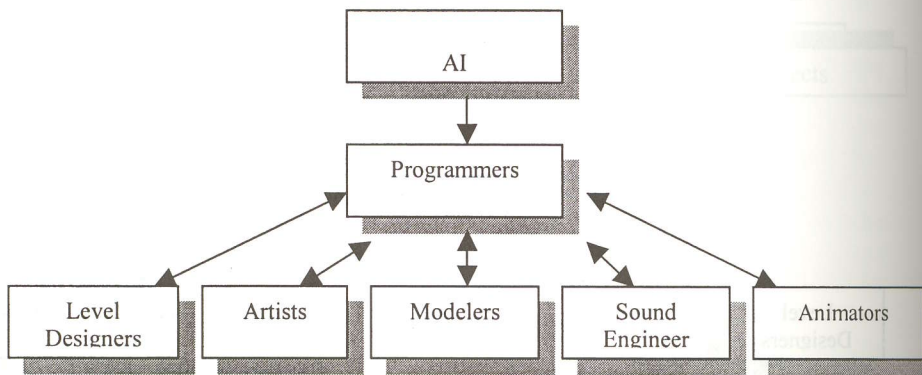 AI
Programmers
Level
Designers
Artists
Modelers
Sound
Engineer
Animators